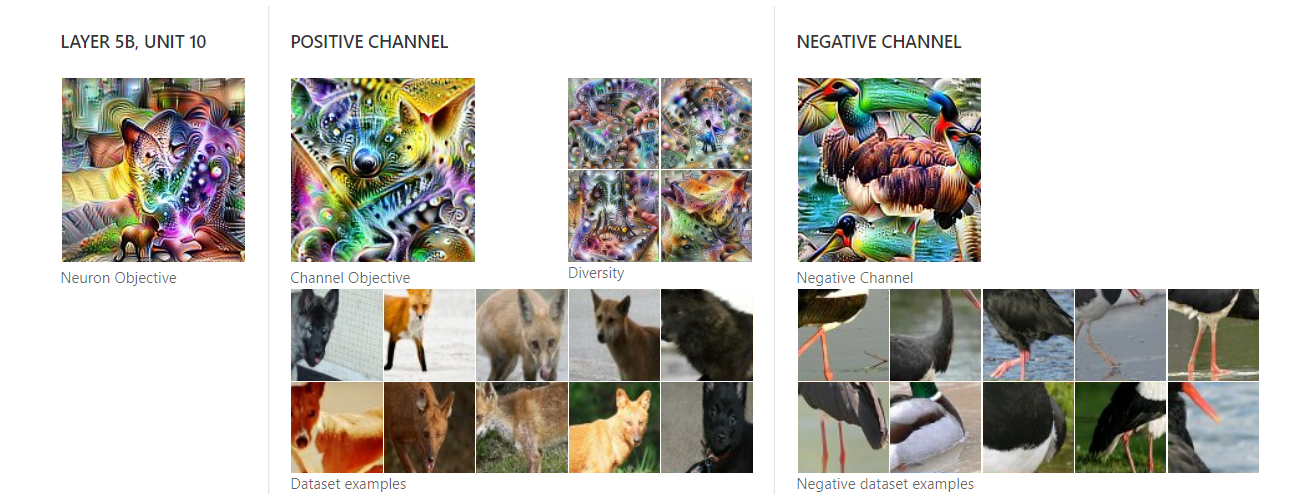 LAYER 5B, UNIT 10
Neuron Objective
POSITIVE CHANNEL
Channel Objective
Diversity
Dataset examples
NEGATIVE CHANNEL
Negative Channel
Negative dataset examples